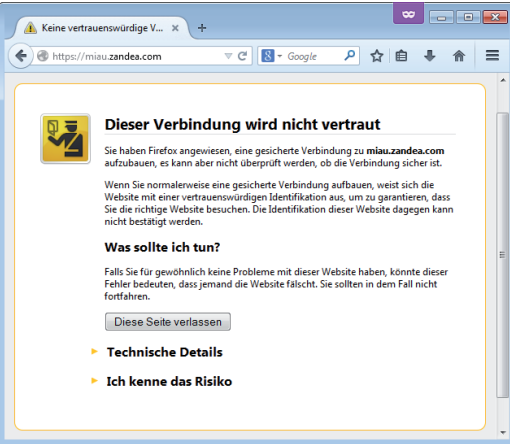 Keine vertrauenswürdige V...
https://miau.zandea.com
Google
Dieser Verbindung wird nicht vertraut
Sie haben Firefox angewiesen, eine gesicherte Verbindung zu miau.zandea.com
aufzubauen, es kann aber nicht überprüft werden, ob die Verbindung sicher ist.
Wenn Sie normalerweise eine gesicherte Verbindung aufbauen, weist sich die
Website mit einer vertrauenswürdigen Identifikation aus, um zu garantieren, dass
Sie die richtige Website besuchen. Die Identifikation dieser Website dagegen kann
nicht bestätigt werden.
Was sollte ich tun?
Falls Sie für gewöhnlich keine Probleme mit dieser Website haben, könnte dieser
Fehler bedeuten, dass jemand die Website fälscht. Sie sollten in dem Fall nicht
fortfahren.
Diese Seite verlassen
Technische Details
Ich kenne das Risiko